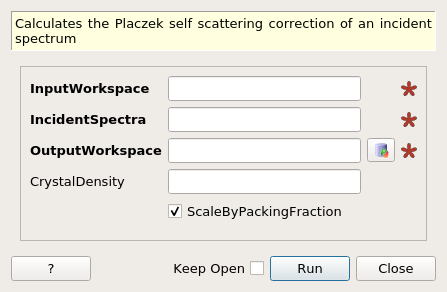 Calculates the Placzek self scattering correction of an incident
spectrum
InputWorkspace
IncidentSpectra
OutputWorkspace
CrystalDensity
ScaleByPackingFraction
? Keep Open Run Close